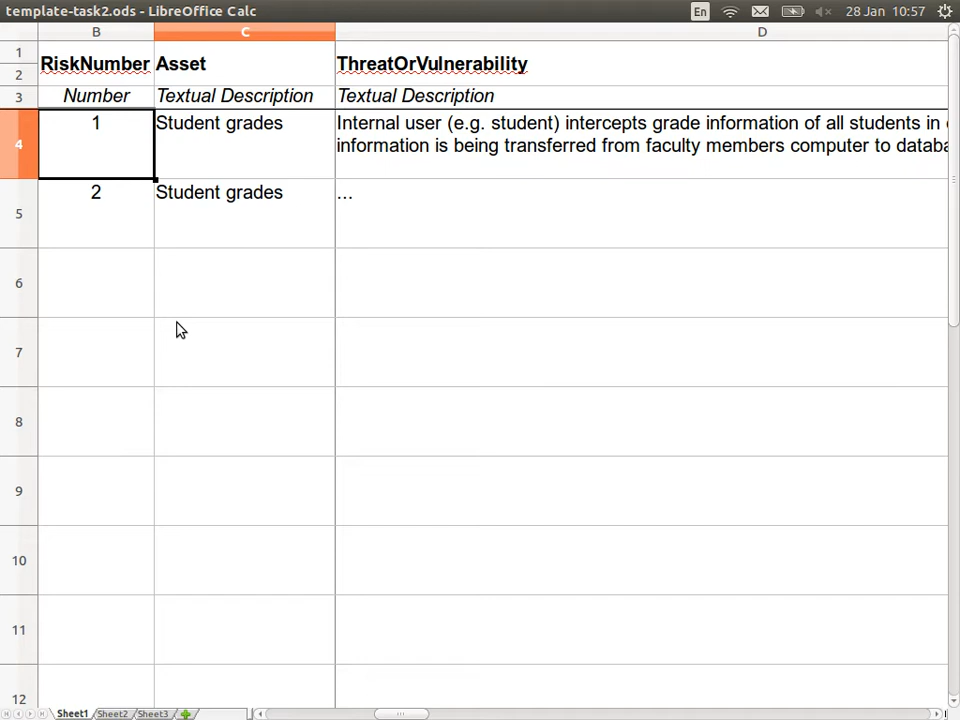 template-task2.ods - LibreOffice Calc
En
28 Jan 10:57
B C D
1
2
RiskNumber Asset ThreatOrVulnerability
3 Number Textual Description Textual Description
4 1 Student grades Internal user (e.g. student) intercepts grade information of all students in
information is being transferred from faculty members computer to databa
5 2 Student grades ...
6
7
8
9
10
11
12
Sheet1 Sheet2 Sheet3